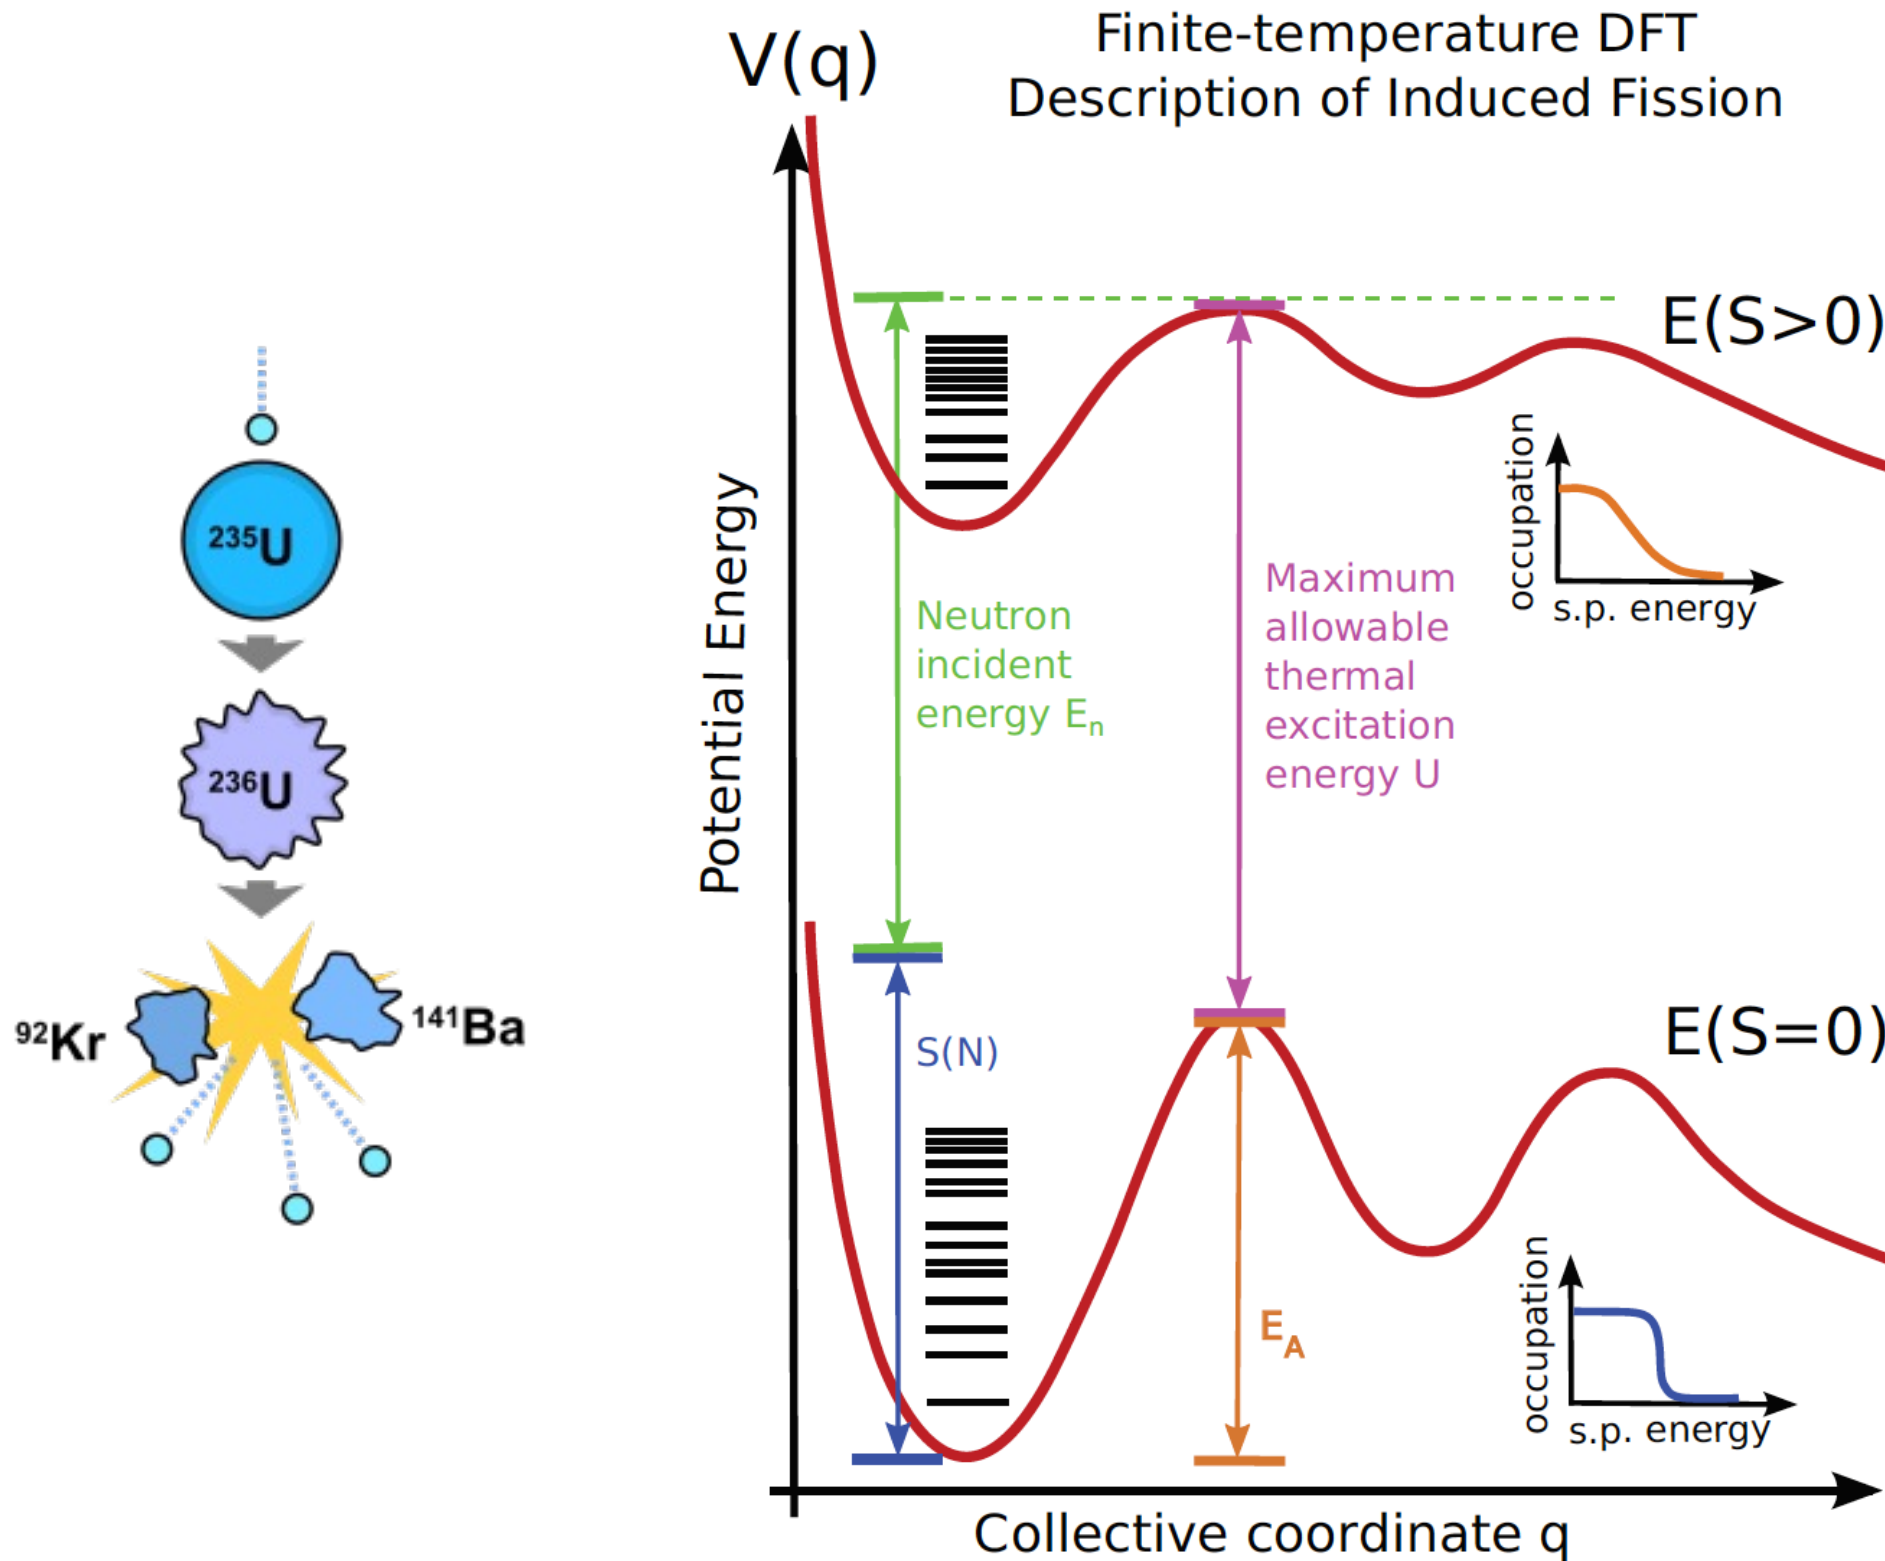 Finite-temperature DFT
Description of Induced Fission
V(q)
Potential Energy
Collective coordinate q
E(S>0)
E(S=0)
Neutron
incident
energy Eₙ
Maximum
allowable
thermal
excitation
energy U
S(N)
E_A
occupation
s.p. energy
occupation
s.p. energy
²³⁵U
²³⁶U
⁹²Kr
¹⁴¹Ba